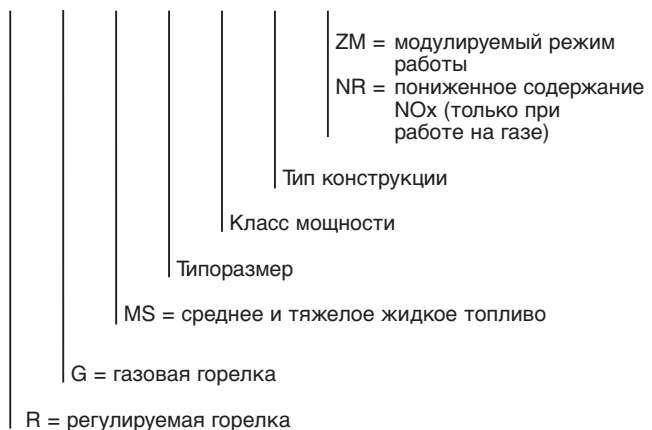 ZM = модулируемый режим
работы
NR = пониженное содержание
NOx (только при
работе на газе)
Тип конструкции
Класс мощности
Типоразмер
MS = среднее и тяжелое жидкое топливо
G = газовая горелка
R = регулируемая горелка